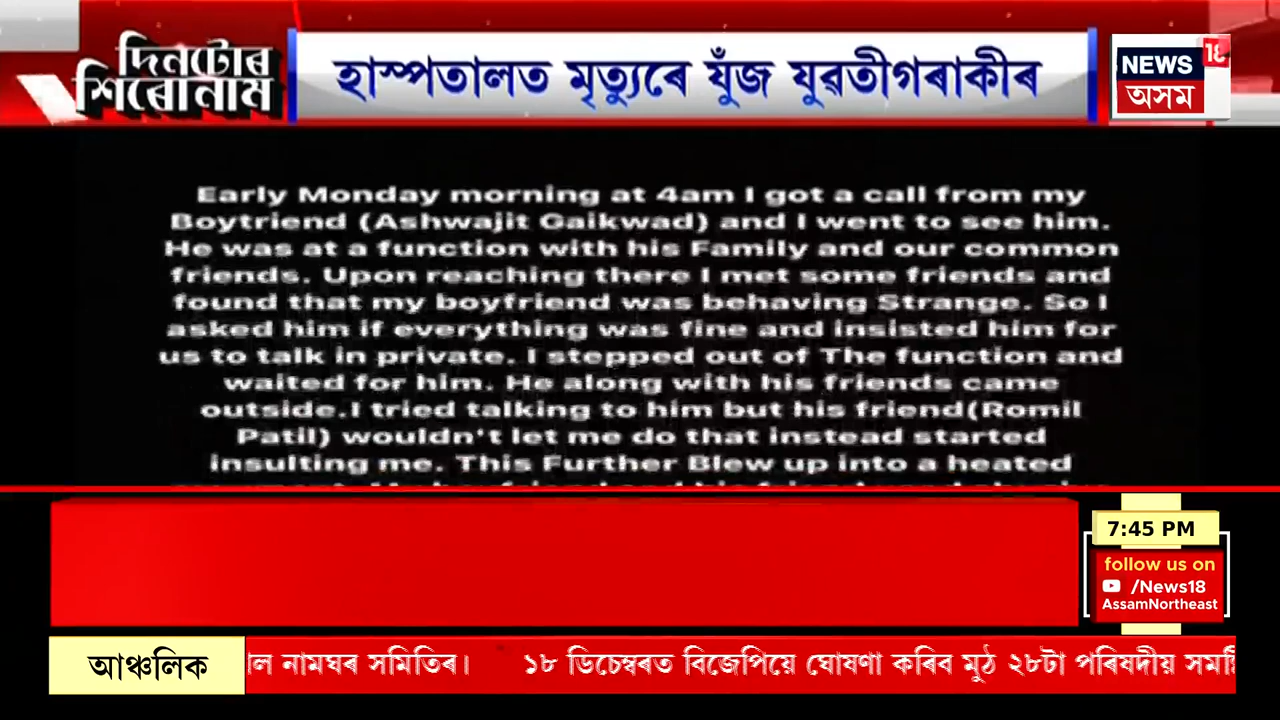 দিনটোৰ
শিৰোনাম
হাস্পতালত মৃত্যুৰে যুঁজ যুৱতীগৰাকীৰ
NEWS 18
অসম
Early Monday morning at 4am I got a call from my
Boytriend (Ashwajit Gaikwad) and I went to see him.
He was at a function with his Family and our common
friends. Upon reaching there I met some friends and
found that my boyfriend was behaving Strange. So I
asked him if everything was fine and insisted him for
us to talk in private. I stepped out of The function and
waited for him. He along with his friends came
outside.I tried talking to him but his friend(Romil
Patil) wouldn't let me do that instead started
insulting me. This Further Blew up into a heated
7:45 PM
follow us on
/News18
AssamNortheast
আঞ্চলিক
নামঘৰ সমিতিৰ। ১৮ ডিচেম্বৰত বিজেপিয়ে ঘোষণা কৰিব মুঠ ২৮টা পৰিষদীয়